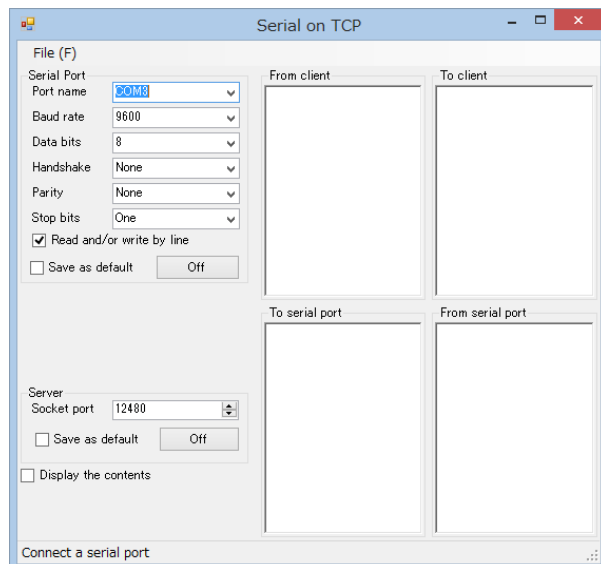 Serial on TCP
File (F)
Serial Port
Port name COM8
Baud rate 9600
Data bits 8
Handshake None
Parity None
Stop bits One
Read and/or write by line
Save as default Off
From client
To client
To serial port
From serial port
Server
Socket port 12480
Save as default Off
Display the contents
Connect a serial port